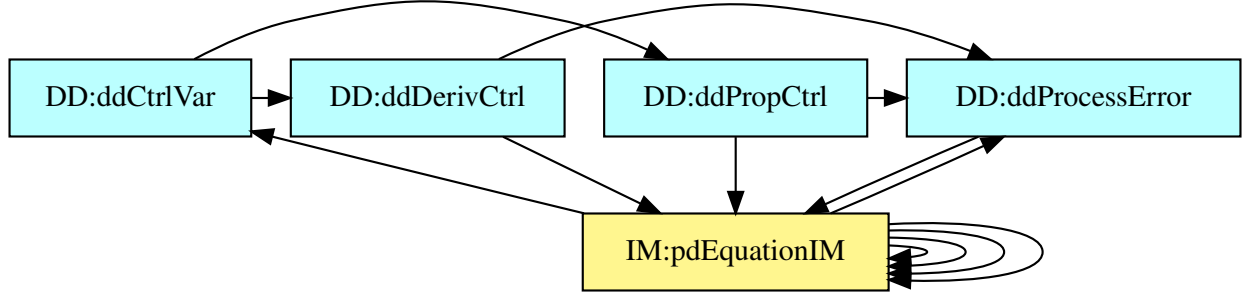 DD:ddCtrlVar
DD:ddDerivCtrl
DD:ddPropCtrl
DD:ddProcessError
IM:pdEquationIM